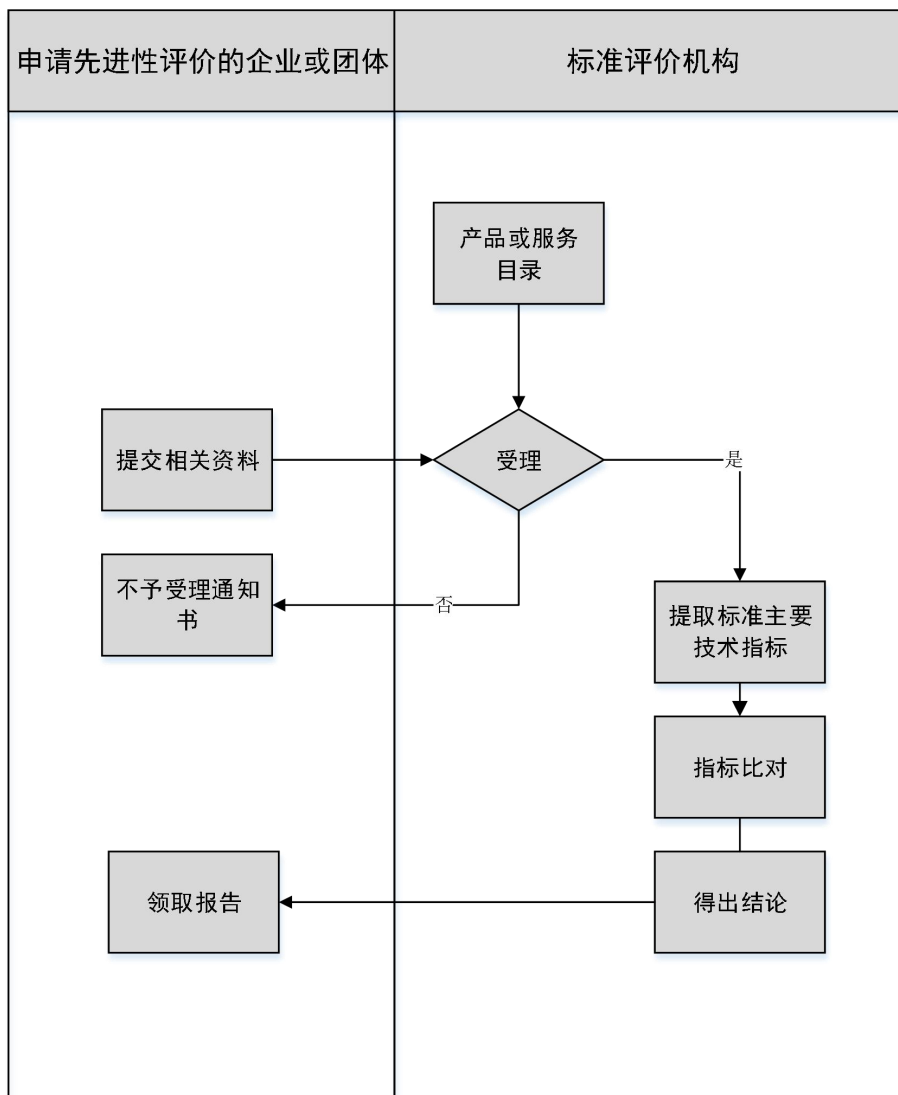 申请先进性评价的企业或团体
标准评价机构
产品或服务
目录
提交相关资料
受理
是
不予受理通知
书
否
提取标准主要
技术指标
指标比对
领取报告
得出结论